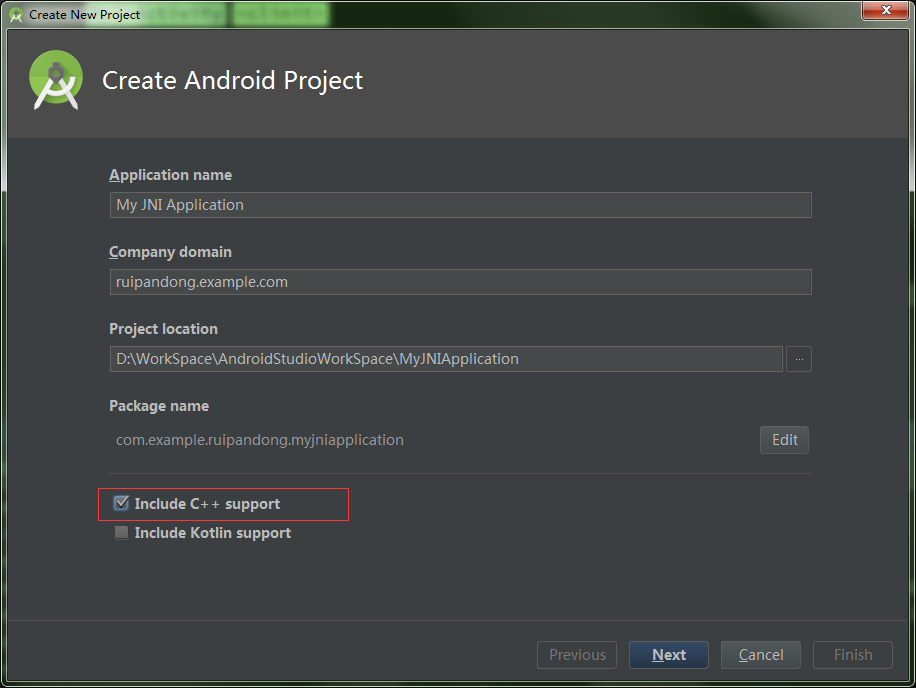 Create New Project
Create Android Project
Application name
My JNI Application
Company domain
ruipandong.example.com
Project location
D:\WorkSpace\AndroidStudioWorkSpace\MyJNIApplication
...
Package name
com.example.ruipandong.myjniapplication
Edit
Include C++ support
Include Kotlin support
Previous Next Cancel Finish